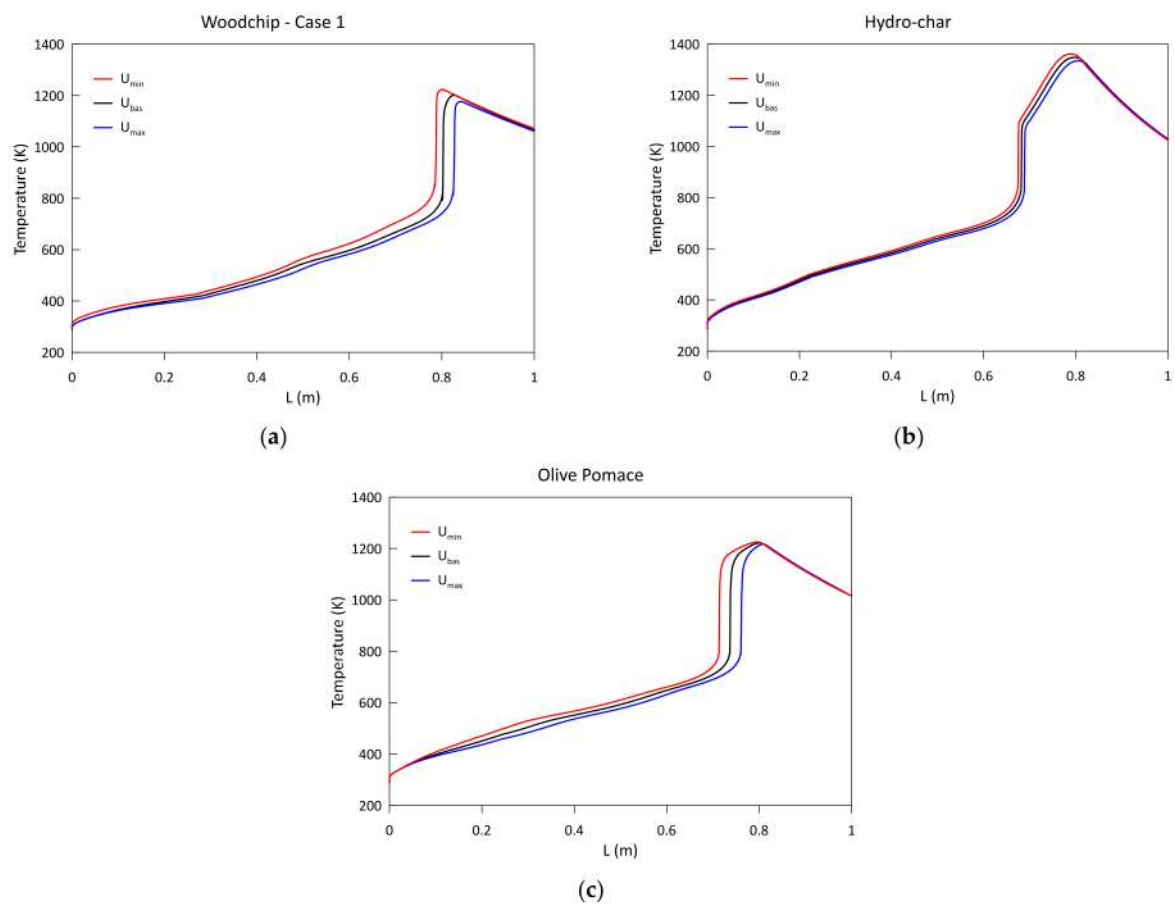 Woodchip - Case 1
1400
1200
1000
800
600
400
200
Temperature (K)
U_min
U_bas
U_max
0
0.2
0.4
0.6
0.8
1
L (m)
(a)
Hydro-char
1400
1200
1000
800
600
400
200
Temperature (K)
U_min
U_bas
U_max
0
0.2
0.4
0.6
0.8
1
L (m)
(b)
Olive Pomace
1400
1200
1000
800
600
400
200
Temperature (K)
U_min
U_bas
U_max
0
0.2
0.4
0.6
0.8
1
L (m)
(c)